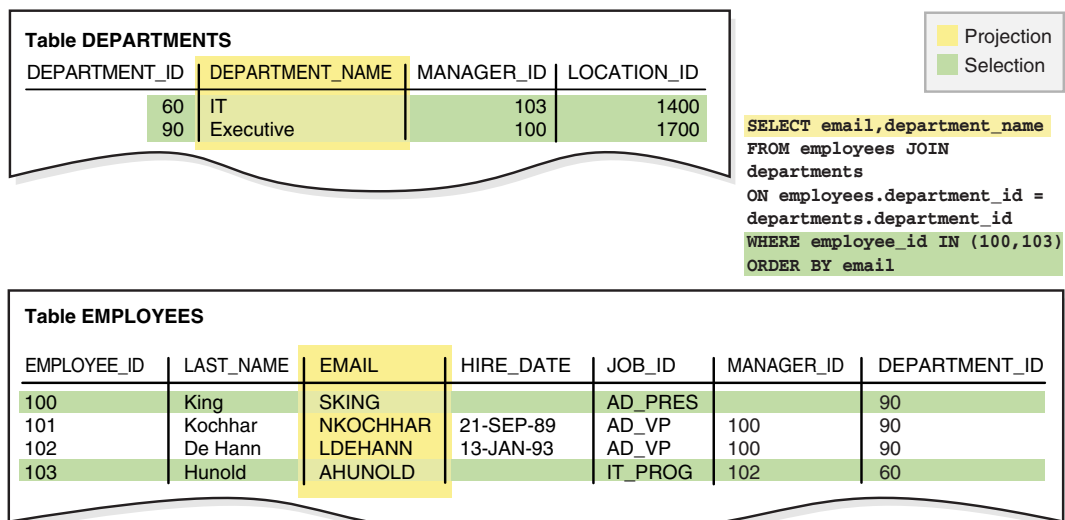 Table DEPARTMENTS
DEPARTMENT_ID DEPARTMENT_NAME MANAGER_ID LOCATION_ID
60 IT 103 1400
90 Executive 100 1700
Projection
Selection
SELECT email,department_name
FROM employees JOIN
departments
ON employees.department_id =
departments.department_id
WHERE employee_id IN (100,103)
ORDER BY email
Table EMPLOYEES
EMPLOYEE_ID LAST_NAME EMAIL HIRE_DATE JOB_ID MANAGER_ID DEPARTMENT_ID
100 King SKING AD_PRES 90
101 Kochhar NKOCHHAR 21-SEP-89 AD_VP 100 90
102 De Hann LDEHANN 13-JAN-93 AD_VP 100 90
103 Hunold AHUNOLD IT_PROG 102 60